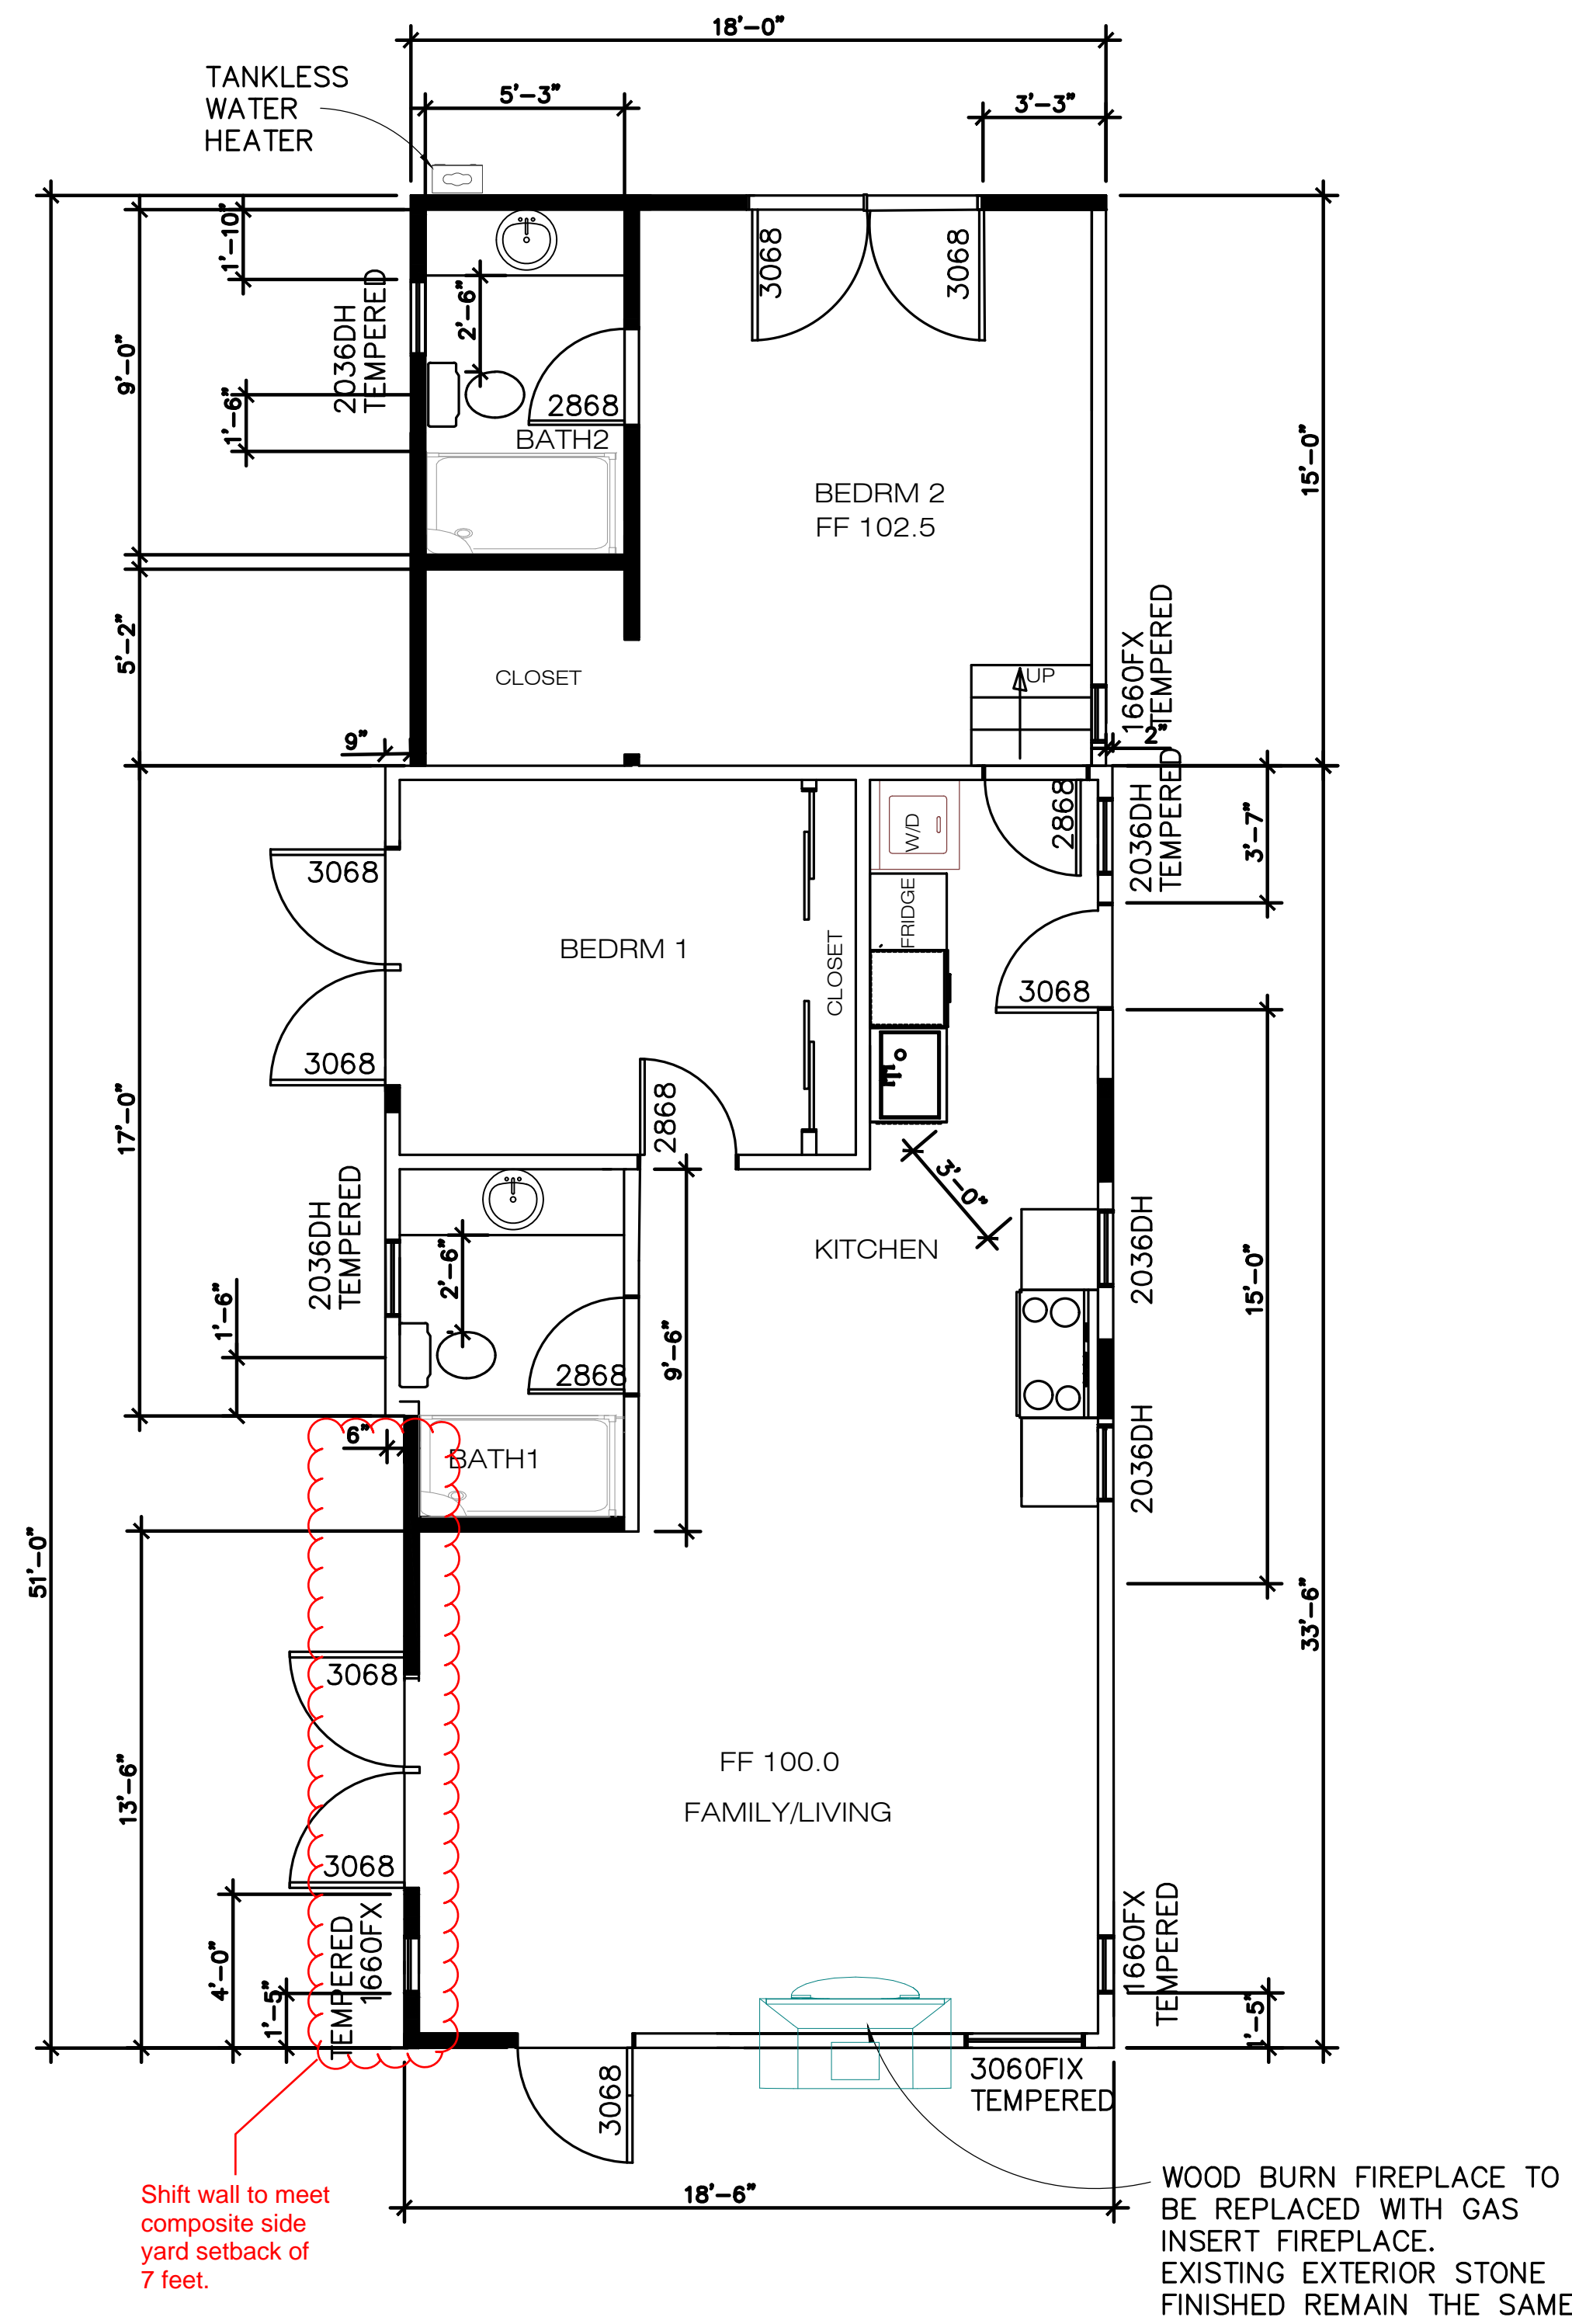 18'-0"
TANKLESS
WATER
HEATER
5'-3"
3'-3"
1'-10"
3068
3068
2036DH
TEMPERED
2'-6"
9'-0"
1'-6"
2868
BATH2
15'-0"
BEDRM 2
FF 102.5
5'-2"
CLOSET
UP
1660FX
TEMPERED
9"
2"
2036DH
TEMPERED
3'-7"
2868
W/D
3068
FRIDGE
BEDRM 1
CLOSET
3068
3068
2868
17'-0"
3'-0"
2036DH
TEMPERED
2036DH
KITCHEN
2'-6"
15'-0"
1'-6"
9'-6"
2868
6"
BATH1
2036DH
51'-0"
33'-6"
3068
FF 100.0
13'-6"
FAMILY/LIVING
3068
TEMPERED
1660FX
1660FX
TEMPERED
4'-0"
1'-5"
1'-5"
3060FIX
TEMPERED
3068
18'-6"
Shift wall to meet
composite side
yard setback of
7 feet.
WOOD BURN FIREPLACE TO
BE REPLACED WITH GAS
INSERT FIREPLACE.
EXISTING EXTERIOR STONE
FINISHED REMAIN THE SAME